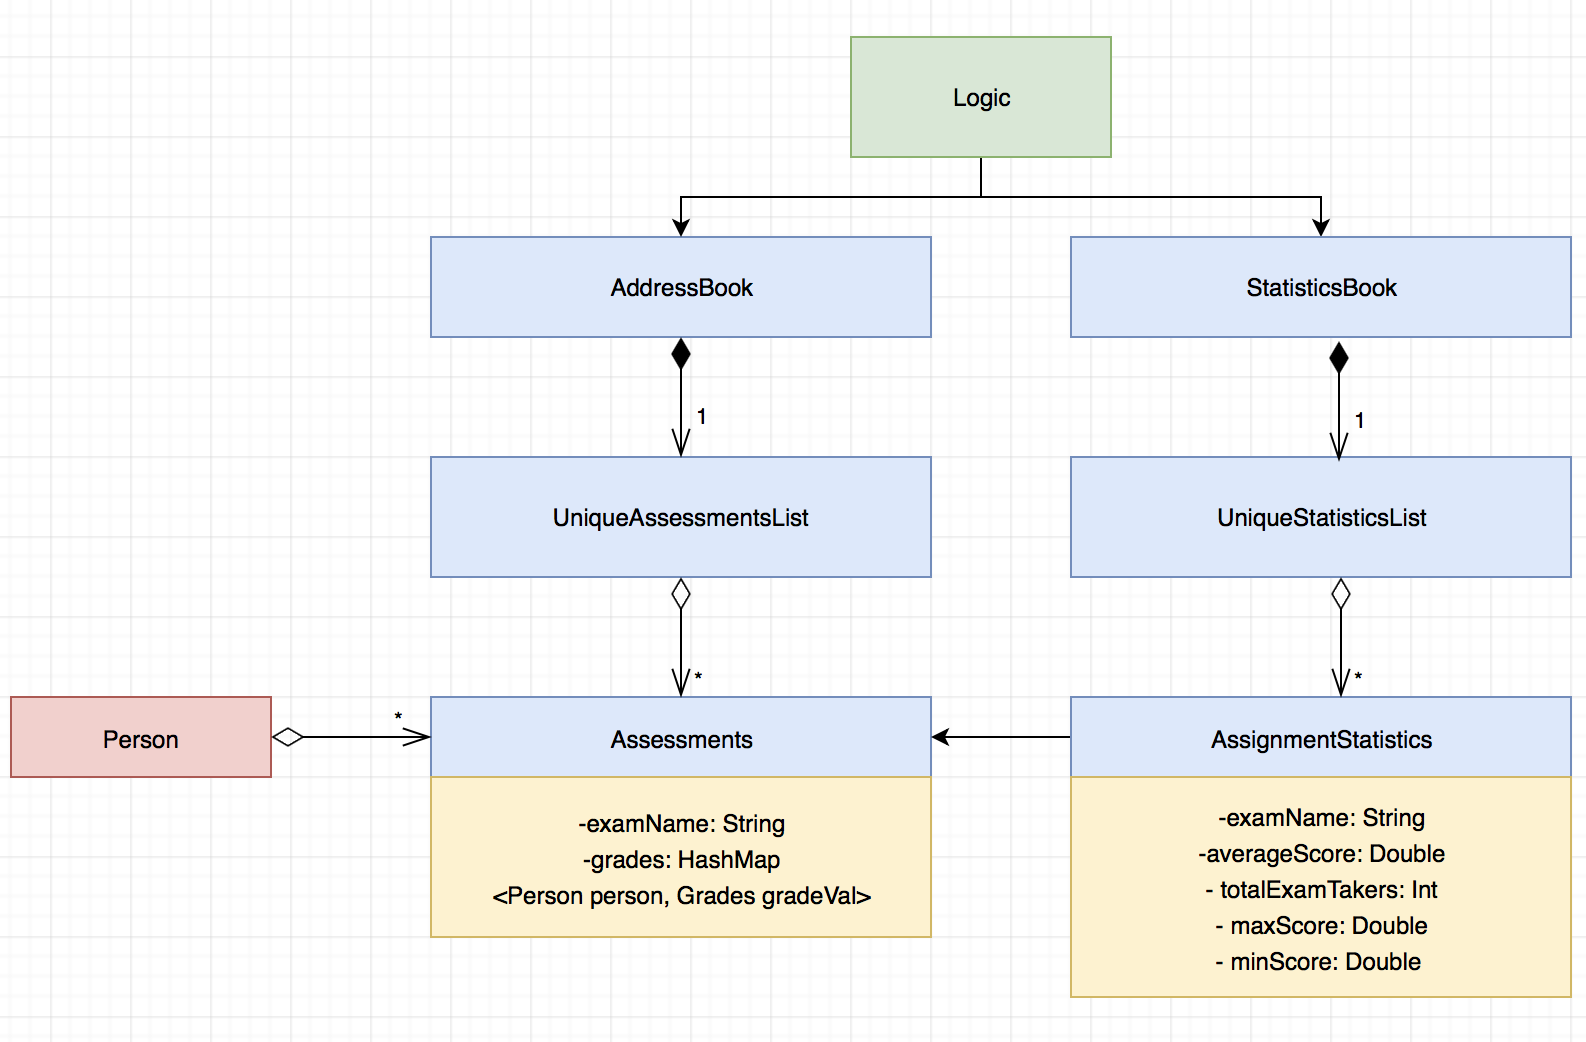 Logic
AddressBook
StatisticsBook
1
1
UniqueAssessmentsList
UniqueStatisticsList
*
*
Person
*
Assessments
AssignmentStatistics
-examName: String
-grades: HashMap
<Person person, Grades gradeVal>
-examName: String
-averageScore: Double
- totalExamTakers: Int
- maxScore: Double
- minScore: Double